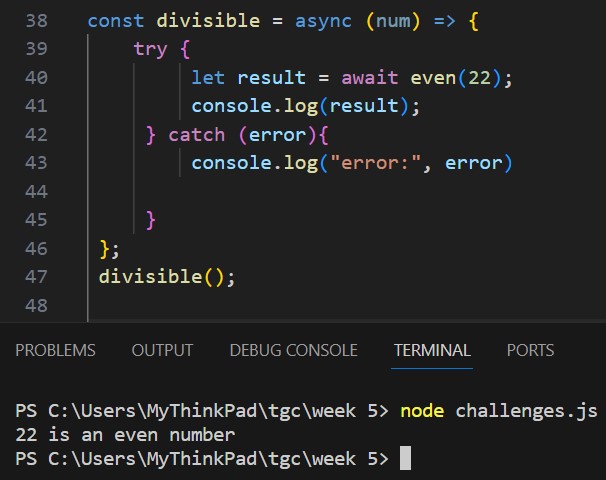 38 const divisible = async (num) => {
39 try {
40 let result = await even(22);
41 console.log(result);
42 } catch (error){
43 console.log("error:", error)
44
45 }
46 };
47 divisible();
48
PROBLEMS OUTPUT DEBUG CONSOLE TERMINAL PORTS
PS C:\Users\MyThinkPad\tgc\week 5> node challenges.js
22 is an even number
PS C:\Users\MyThinkPad\tgc\week 5>